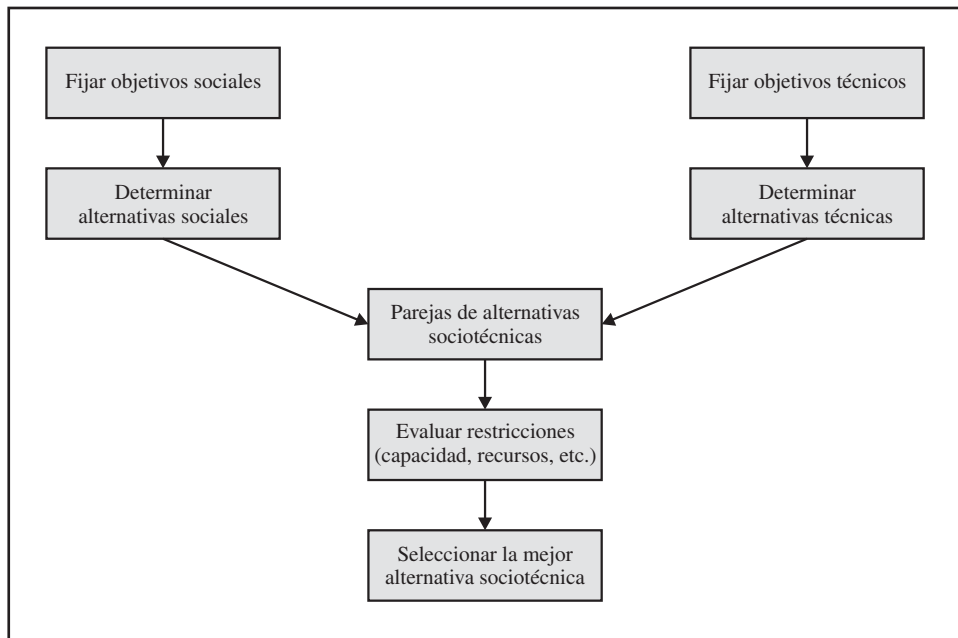 Fijar objetivos sociales
Fijar objetivos técnicos
Determinar
alternativas sociales
Determinar
alternativas técnicas
Parejas de alternativas
sociotécnicas
Evaluar restricciones
(capacidad, recursos, etc.)
Seleccionar la mejor
alternativa sociotécnica